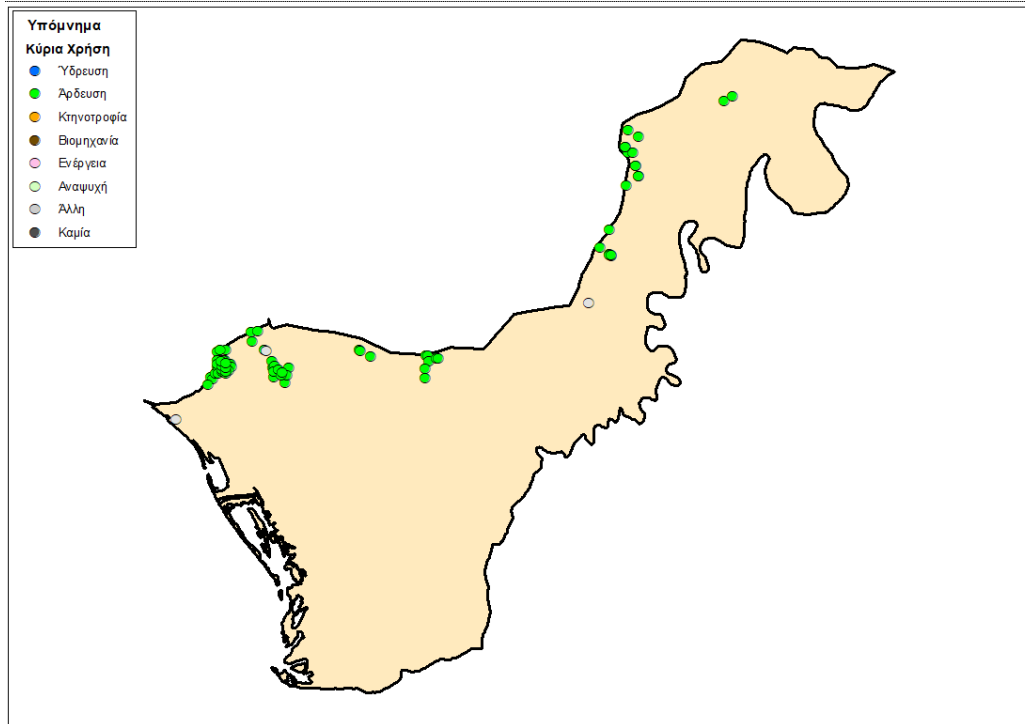 Υπόμνημα
Κύρια Χρήση
Ύδρευση
Άρδευση
Κτηνοτροφία
Βιομηχανία
Ενέργεια
Αναψυχή
Άλλη
Καμία